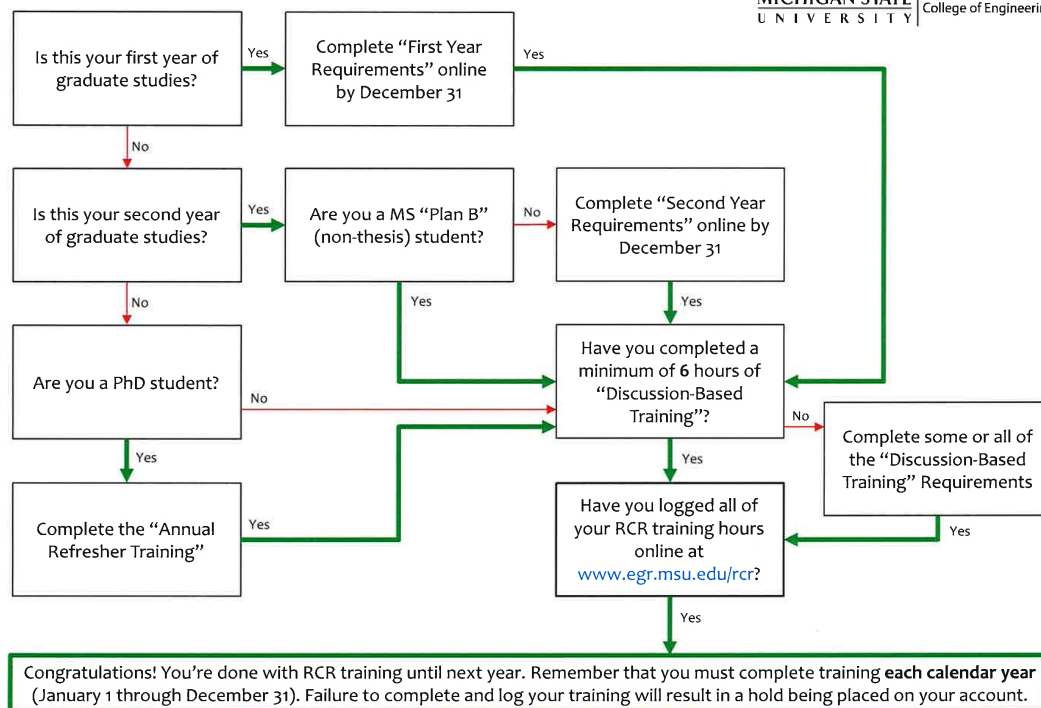 MICHIGAN STATE
UNIVERSITY
College of Engineerin
Is this your first year of
graduate studies?
Yes
Complete “First Year
Requirements” online
by December 31
Yes
No
Is this your second year
of graduate studies?
Yes
Are you a MS “Plan B”
(non-thesis) student?
No
Complete “Second Year
Requirements” online by
December 31
No
Yes
Yes
Are you a PhD student?
No
Have you completed a
minimum of 6 hours of
“Discussion-Based
Training”?
No
Complete some or all of
the “Discussion-Based
Training” Requirements
Yes
Yes
Yes
Complete the “Annual
Refresher Training”
Yes
Have you logged all of
your RCR training hours
online at
www.egr.msu.edu/rcr?
Yes
Congratulations! You’re done with RCR training until next year. Remember that you must complete training each calendar year
(January 1 through December 31). Failure to complete and log your training will result in a hold being placed on your account.